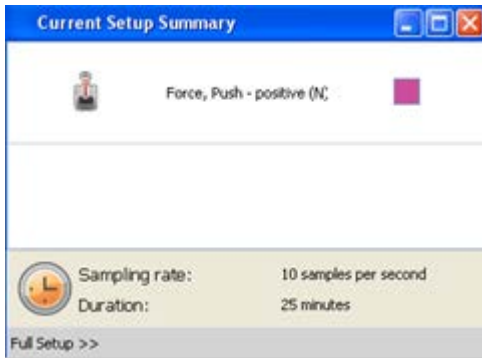 Current Setup Summary
Force, Push - positive (N)
Sampling rate: 10 samples per second
Duration: 25 minutes
Full Setup >>